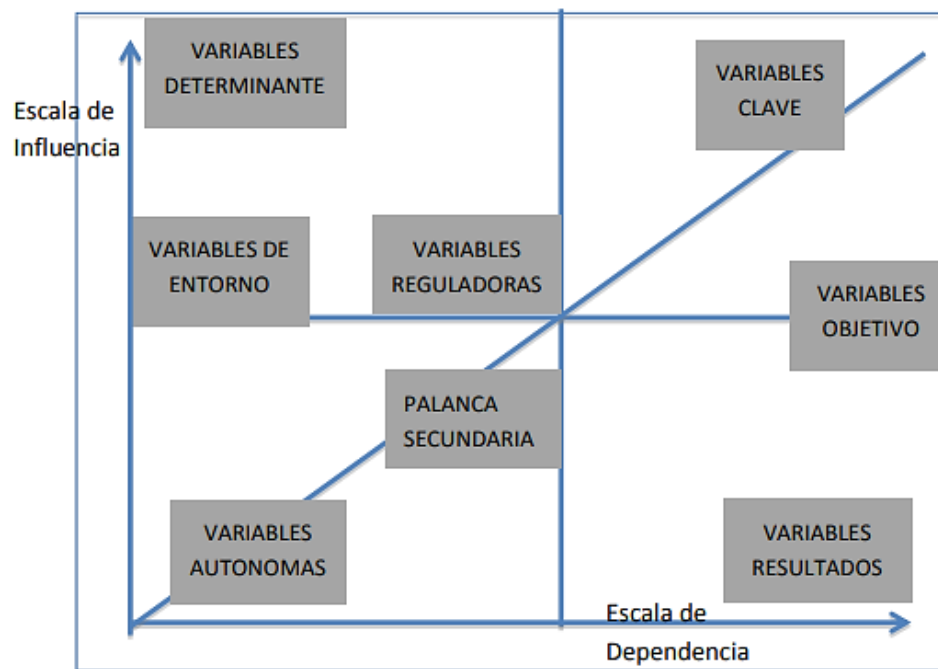 VARIABLES
DETERMINANTE
VARIABLES
CLAVE
Escala de
Influencia
VARIABLES DE
ENTORNO
VARIABLES
REGULADORAS
VARIABLES
OBJETIVO
PALANCA
SECUNDARIA
VARIABLES
AUTONOMAS
VARIABLES
RESULTADOS
Escala de
Dependencia